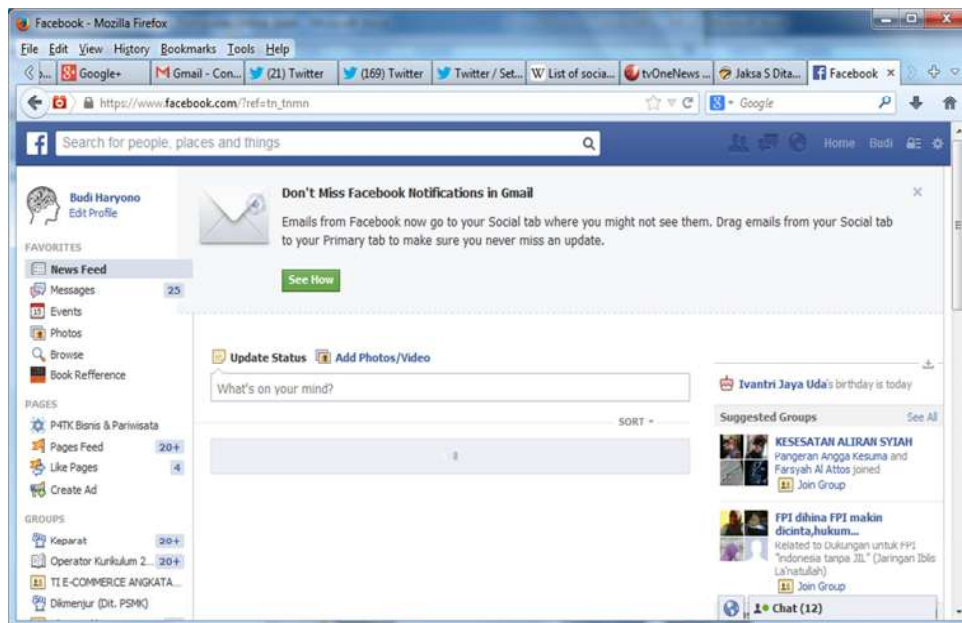 Facebook - Mozilla Firefox
File Edit View History Bookmarks Tools Help
Google+
Gmail - Con...
(21) Twitter
(169) Twitter
Twitter / Set...
W List of socia...
tvOneNews ...
Jaksa S Dita...
Facebook
https://www.facebook.com/?ref=tn_tnmn
Google
Search for people, places and things
Home Budi
Budi Haryono
Edit Profile
FAVORITES
News Feed
Messages 25
Events
Photos
Browse
Book Refference
PAGES
P4TK Bisnis & Pariwisata
Pages Feed 20+
Like Pages 4
Create Ad
GROUPS
Keparat 20+
Operator Kurikulum 2... 20+
TI E-COMMERCE ANGKATA...
Dikmenjur (Dit. PSMK)
Don't Miss Facebook Notifications in Gmail
Emails from Facebook now go to your Social tab where you might not see them. Drag emails from your Social tab
to your Primary tab to make sure you never miss an update.
See How
Update Status Add Photos/Video
What's on your mind?
SORT
Ivantri Jaya Uda's birthday is today
Suggested Groups See All
KESESATAN ALIRAN SYIAH
Pangeran Angga Kesuma and
Farsyah Al Attos joined
Join Group
FPI dihina FPI makin
dicinta,hukum...
Related to Dukungan untuk FPI
"Indonesia tanpa JIL" (Jaringan Iblis
La'natullah)
Join Group
Chat (12)